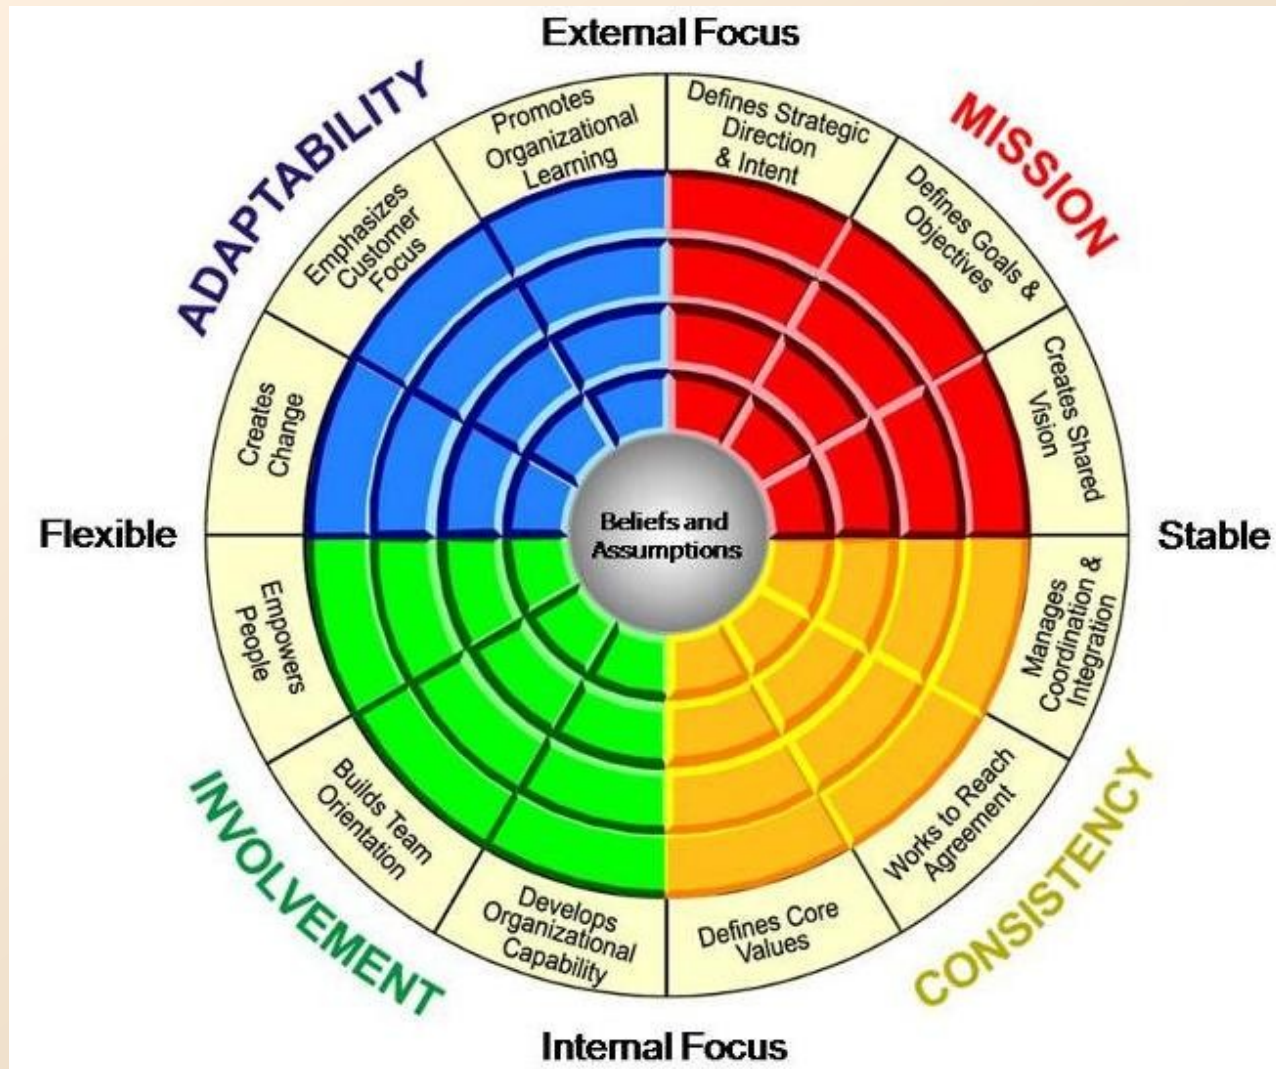 External Focus
ADAPTABILITY
MISSION
Promotes
Organizational
Learning
Defines Strategic
Direction
& Intent
Emphasizes
Customer
Focus
Defines Goals &
Objectives
Creates
Change
Creates Shared
Vision
Flexible
Beliefs and
Assumptions
Stable
Empowers
People
Manages
Coordination &
Integration
Builds Team
Orientation
Works to Reach
Agreement
Develops
Organizational
Capability
Defines Core
Values
INVOLVEMENT
CONSISTENCY
Internal Focus